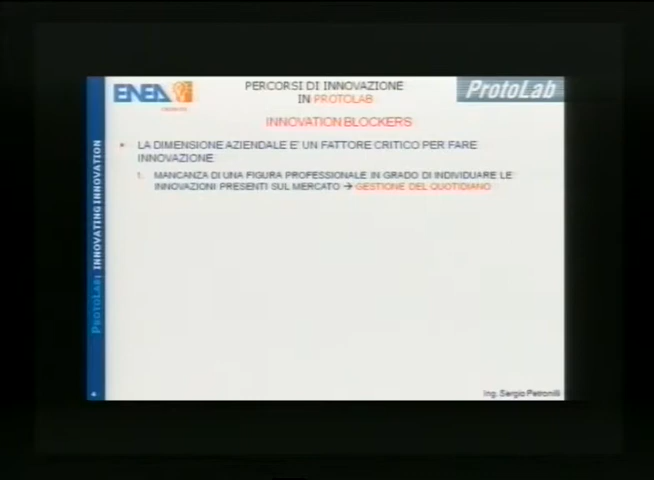 ENEA
PERCORSI DI INNOVAZIONE
IN PROTOLAB
ProtoLab
INNOVATION BLOCKERS
• LA DIMENSIONE AZIENDALE E' UN FATTORE CRITICO PER FARE
INNOVAZIONE
1. MANCANZA DI UNA FIGURA PROFESSIONALE IN GRADO DI INDIVIDUARE LE
INNOVAZIONI PRESENTI SUL MERCATO → GESTIONE DEL QUOTIDIANO
PROTOLAB: INNOVATING INNOVATION
Ing. Sergio Petronilli